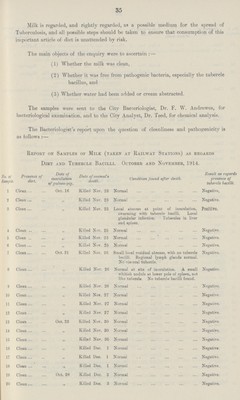 35
Milk is regarded, and rightly regarded, as a possible medium for the spread of
Tuberculosis, and all possible steps should be taken to ensure that consumption of this
important article of diet is unattended by risk.
The main objects of the enquiry were to ascertain :—
(1) Whether the milk was clean,
(2) Whether it was free from pathogenic bacteria, especially the tubercle
bacillus, and
(3) Whether water had been added or cream abstracted.
The samples were sent to the City Bacteriologist, Dr. F. W. Andrewes, for
bacteriological examination, and to the City Analyst, Dr. Teed, for chemical analysis.
The Bacteriologist's report upon the question of cleanliness and pathogenicity is
as follows :—
Report on Samples of Milk (taken at Railway Stations) as regards
Dirt and Tubercle Bacilli. October and November, 1914.
No. of sample. Presence of dirt. Date of inoculation of guinea-pig. Date of animal's death. Condition found after death. Result as regards presence of tubercle bacilli.
1 Clean Oct. 13 Killed Nov. 20 Normal Negative.
2 Clean „ Killed Nov. 23 Normal Negative.
3 Clean „ Killed Nov. 23 Local abscess at point of inoculation, swarming with tubercle bacilli. Local glandular infection Tubercles in liver and spleen. Positive.
4 Clean „ Killed Nov. 23 Normal Negative.
5 Clean „ Killed Nov. 23 Normal Negative.
6 Clean „ Killed Nov. 23 Normal Negative.
7 Clean Oct. 21 Killed Nov. 26 Small local residual abscess, with no tubercle bacilli. Regional lymph glands normal. No visceral tubercle. Negative.
8 Clean „ Killed Nov. 26 Normal at site of inoculation. A small whitish nodule at lower pole of spleen, not like tubercle. No tubercle bacilli found. Negative.
9 Clean „ Killed Nov. 26 Normal Negative.
10 Clean „ Killed Nov. 27 Normal Negative.
11 Clean „ Killed Nov. 27 Normal Negative.
12 Clean „ Killed Nov. 27 Normal Negative.
13 Clean Oct. 23 Killed Nov. 30 Normal Negative.
14 Clean „ Killed Nov. 30 Normal Negative.
15 Clean „ Killed Nov. 30 Normal Negative.
16 Clean „ Killed Dec. 1 Normal Negative.
17 Clean „ Killed Dec. 1 Normal Negative.
18 Clean „ Killed Dec. 1 Normal Negative.
19 Clean Killed Dec. 3 Normal Negative.
20 Clean „ Killed Dec. 3 Normal Negative.